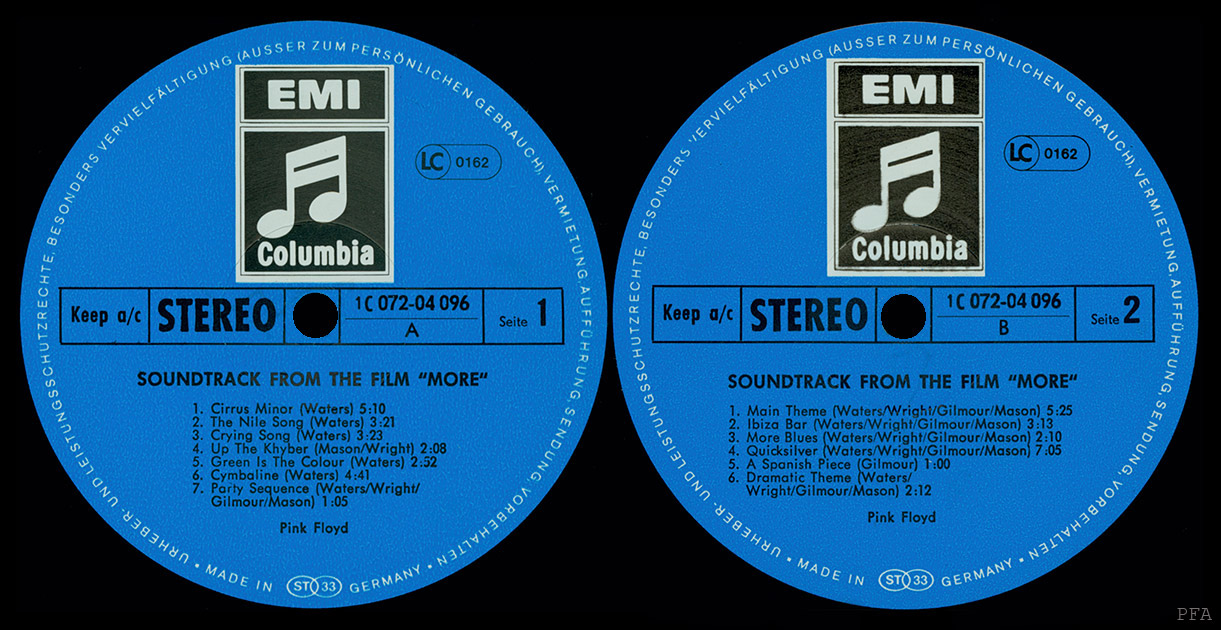 URHEBER- UND LEISTUNGSSCHUTZRECHTE, BESONDERS VERVIELFÄLTIGUNG (AUSSER ZUM PERSÖNLICHEN GEBRAUCH), VERMIETUNG, AUFFÜHRUNG, SENDUNG, VORBEHALTEN
EMI
LC 0162
Columbia
Keep a/c STEREO 1C 072-04 096 Seite 1
A
SOUNDTRACK FROM THE FILM "MORE"
1. Cirrus Minor (Waters) 5:10
2. The Nile Song (Waters) 3:21
3. Crying Song (Waters) 3:23
4. Up The Khyber (Mason/Wright) 2:08
5. Green Is The Colour (Waters) 2:52
6. Cymbaline (Waters) 4:41
7. Party Sequence (Waters/Wright/
Gilmour/Mason) 1:05
Pink Floyd
MADE IN ST 33 GERMANY
URHEBER- UND LEISTUNGSSCHUTZRECHTE, BESONDERS VERVIELFÄLTIGUNG (AUSSER ZUM PERSÖNLICHEN GEBRAUCH), VERMIETUNG, AUFFÜHRUNG, SENDUNG, VORBEHALTEN
EMI
LC 0162
Columbia
Keep a/c STEREO 1C 072-04 096 Seite 2
B
SOUNDTRACK FROM THE FILM "MORE"
1. Main Theme (Waters/Wright/Gilmour/Mason) 5:25
2. Ibiza Bar (Waters/Wright/Gilmour/Mason) 3:13
3. More Blues (Waters/Wright/Gilmour/Mason) 2:10
4. Quicksilver (Waters/Wright/Gilmour/Mason) 7:05
5. A Spanish Piece (Gilmour) 1:00
6. Dramatic Theme (Waters/
Wright/Gilmour/Mason) 2:12
Pink Floyd
MADE IN ST 33 GERMANY
PFA